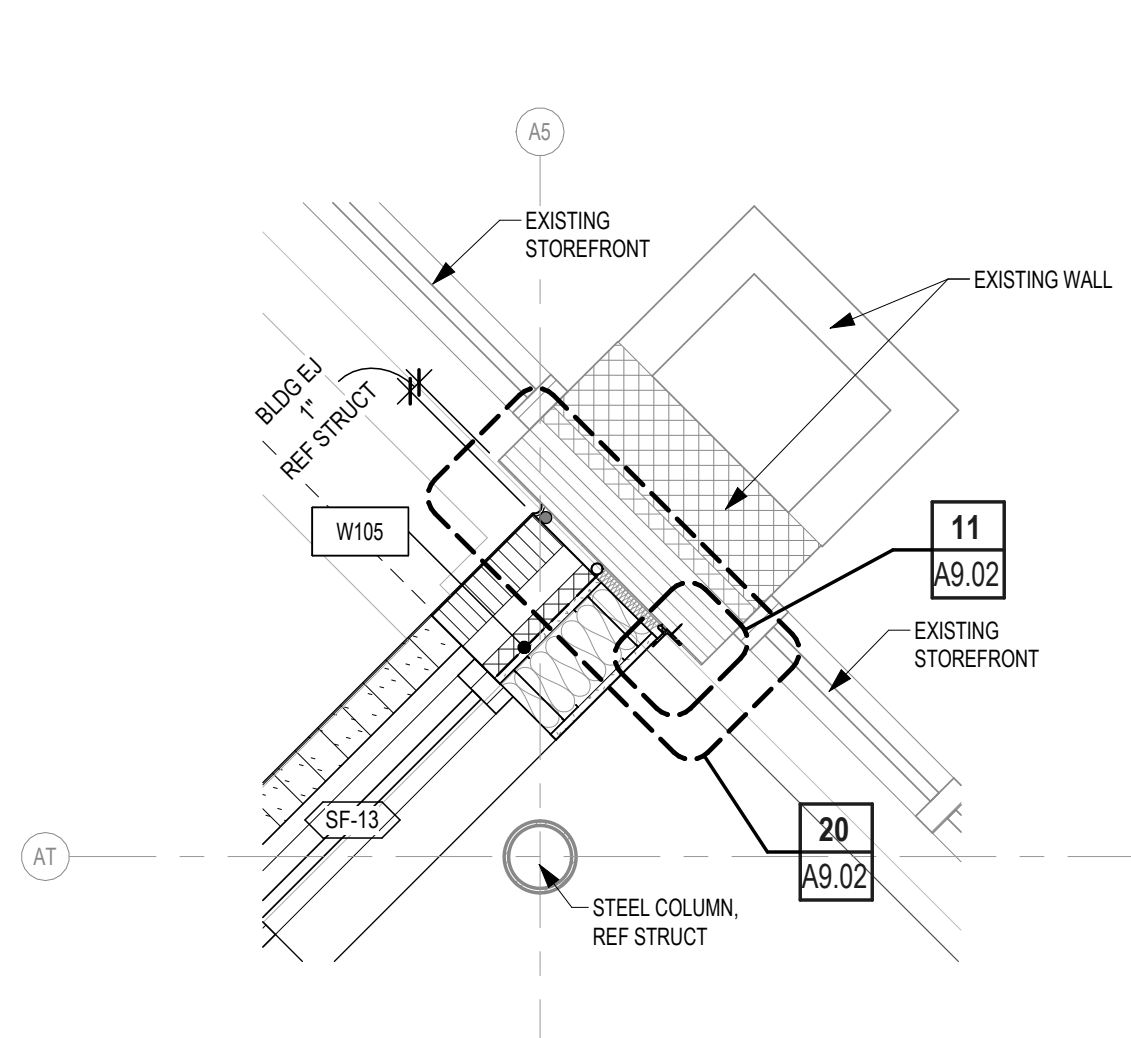 A5
EXISTING
STOREFRONT
EXISTING WALL
BLDG EJ
1"
REF STRUCT
W105
11
A9.02
EXISTING
STOREFRONT
SF-13
20
A9.02
AT
STEEL COLUMN,
REF STRUCT